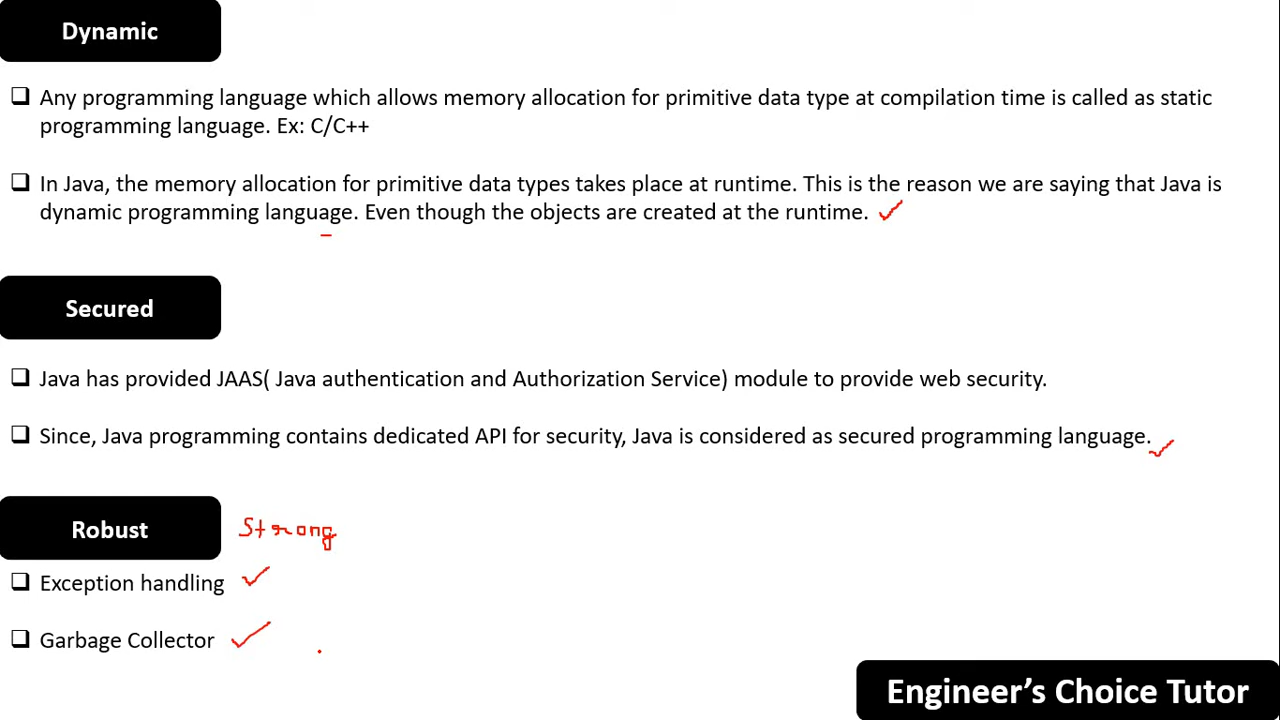 Dynamic
Any programming language which allows memory allocation for primitive data type at compilation time is called as static
programming language. Ex: C/C++
In Java, the memory allocation for primitive data types takes place at runtime. This is the reason we are saying that Java is
dynamic programming language. Even though the objects are created at the runtime.
Secured
Java has provided JAAS( Java authentication and Authorization Service) module to provide web security.
Since, Java programming contains dedicated API for security, Java is considered as secured programming language.
Robust Strong
Exception handling
Garbage Collector
Engineer’s Choice Tutor